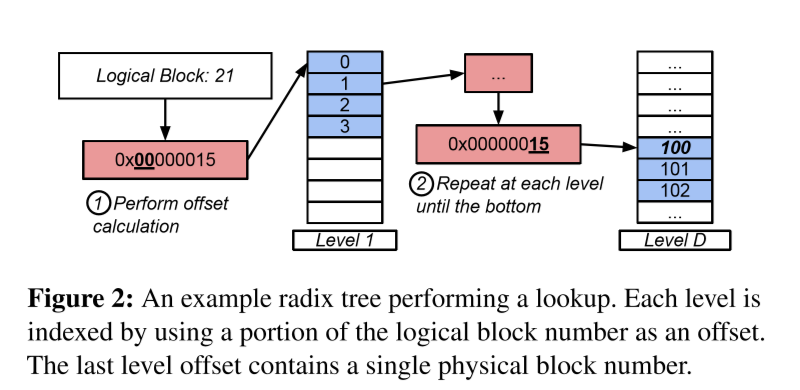 Logical Block: 21
0x00000015
① Perform offset
calculation
0
1
2
3
Level 1
...
0x00000015
② Repeat at each level
until the bottom
...
...
...
...
100
101
102
...
Level D
Figure 2: An example radix tree performing a lookup. Each level is
indexed by using a portion of the logical block number as an offset.
The last level offset contains a single physical block number.